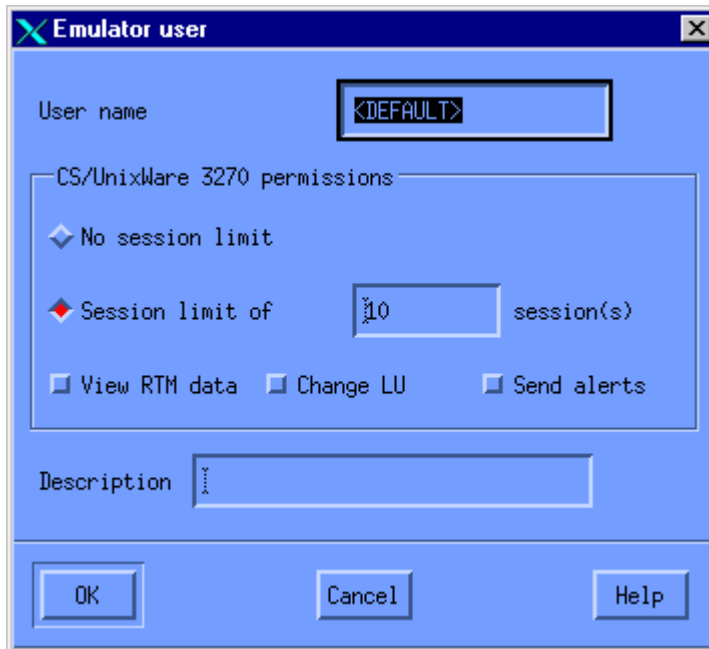 Emulator user
User name <DEFAULT>
CS/UnixWare 3270 permissions
No session limit
Session limit of 10 session(s)
View RTM data Change LU Send alerts
Description
OK Cancel Help